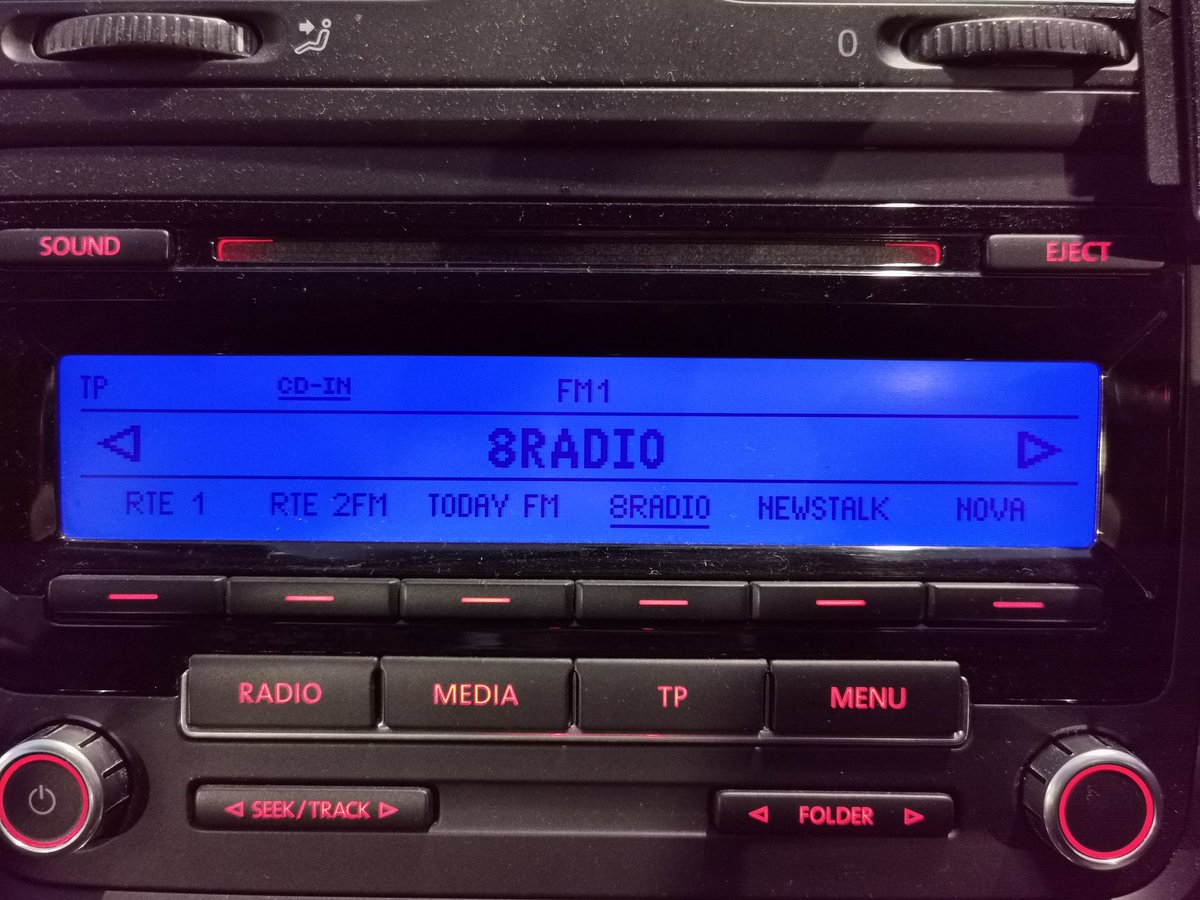 0
SOUND EJECT
TP CD-IN FM1
8RADIO
RTE 1 RTE 2FM TODAY FM 8RADIO NEWSTALK NOVA
RADIO MEDIA TP MENU
SEEK/TRACK FOLDER